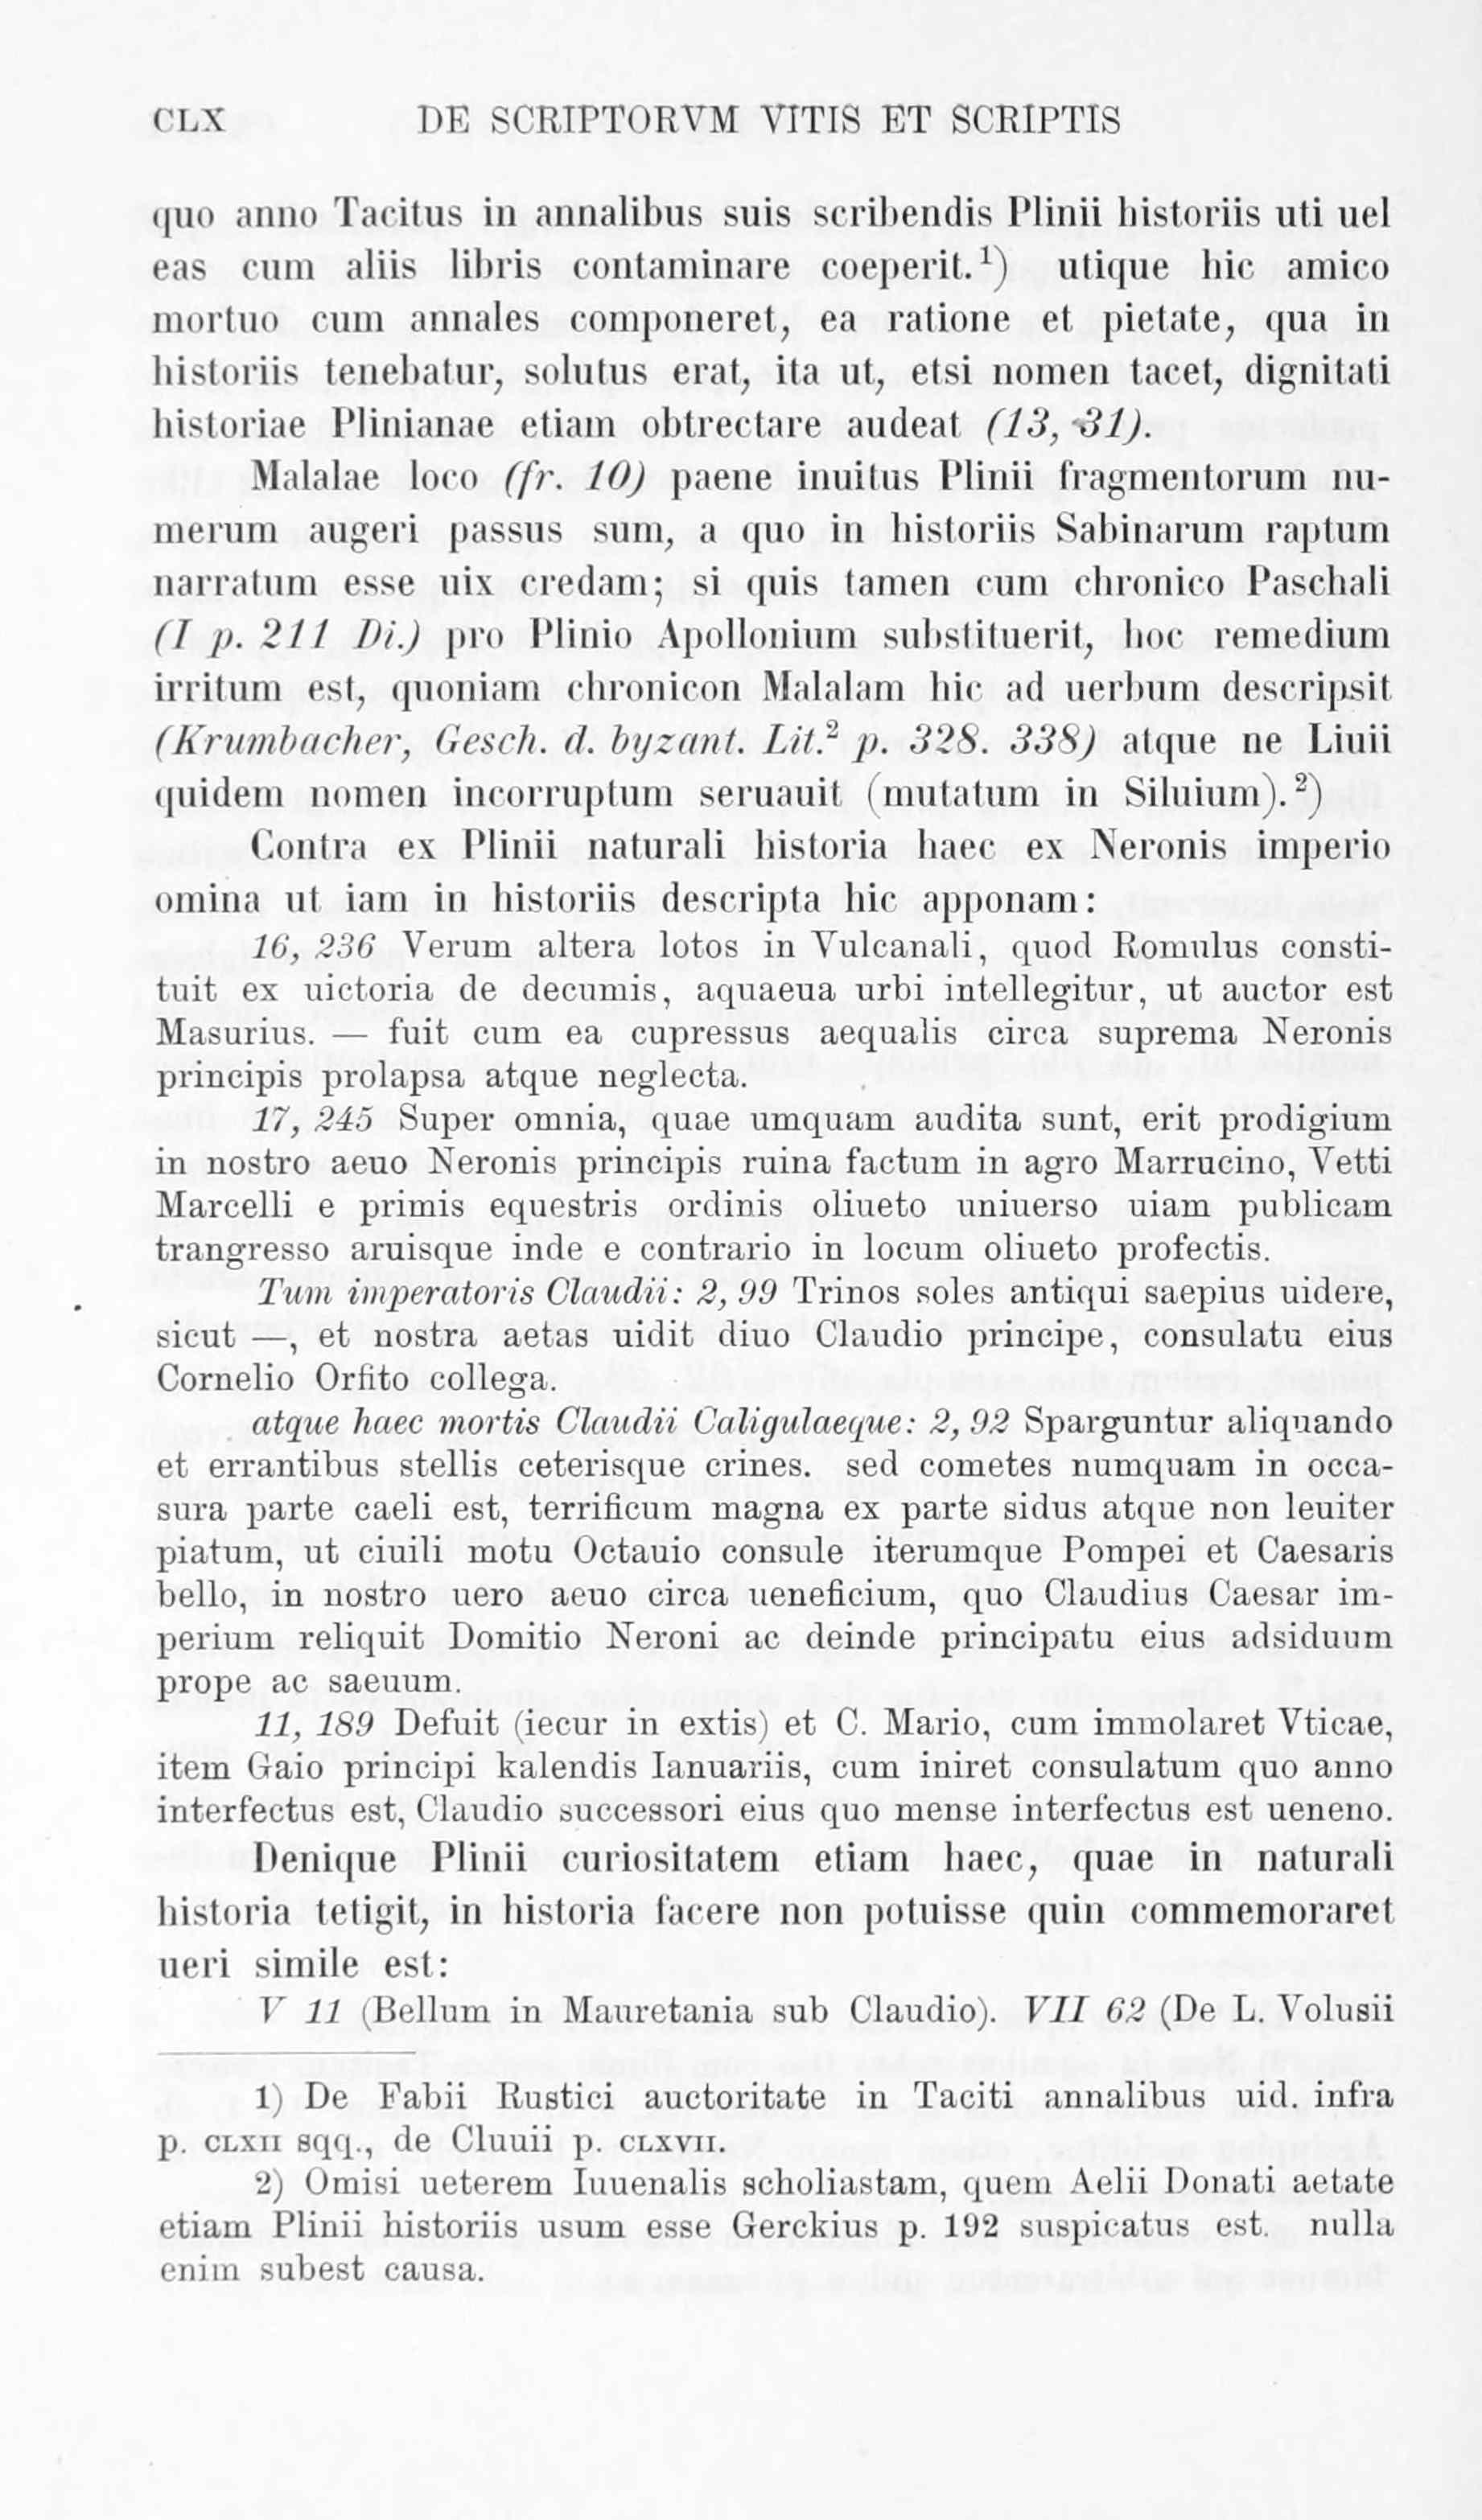 CLX DE SCRIPTORVM VITIS ET SCRIPTIS
quo anno Tacitus in annalibus suis scribendis Plinii historiis uti uel
eas cum aliis libris contaminare coeperit.¹) utique hic amico
mortuo cum annales componeret, ea ratione et pietate, qua in
historiis tenebatur, solutus erat, ita ut, etsi nomen tacet, dignitati
historiae Plinianae etiam obtrectare audeat (13, 31).
Malalae loco (fr. 10) paene inuitus Plinii fragmentorum nu-
merum augeri passus sum, a quo in historiis Sabinarum raptum
narratum esse uix credam; si quis tamen cum chronico Paschali
(I p. 211 Di.) pro Plinio Apollonium substituerit, hoc remedium
irritum est, quoniam chronicon Malalam hic ad uerbum descripsit
(Krumbacher, Gesch. d. byzant. Lit.² p. 328. 338) atque ne Liuii
quidem nomen incorruptum seruauit (mutatum in Siluium).²)
Contra ex Plinii naturali historia haec ex Neronis imperio
omina ut iam in historiis descripta hic apponam:
16, 236 Verum altera lotos in Vulcanali, quod Romulus consti-
tuit ex uictoria de decumis, aquaeua urbi intellegitur, ut auctor est
Masurius. — fuit cum ea cupressus aequalis circa suprema Neronis
principis prolapsa atque neglecta.
17, 245 Super omnia, quae umquam audita sunt, erit prodigium
in nostro aeuo Neronis principis ruina factum in agro Marrucino, Vetti
Marcelli e primis equestris ordinis oliueto uniuerso uiam publicam
trangresso aruisque inde e contrario in locum oliueto profectis.
Tum imperatoris Claudii: 2, 99 Trinos soles antiqui saepius uidere,
sicut —, et nostra aetas uidit diuo Claudio principe, consulatu eius
Cornelio Orfito collega.
atque haec mortis Claudii Caligulaeque: 2, 92 Sparguntur aliquando
et errantibus stellis ceterisque crines. sed cometes numquam in occa-
sura parte caeli est, terrificum magna ex parte sidus atque non leuiter
piatum, ut ciuili motu Octauio consule iterumque Pompei et Caesaris
bello, in nostro uero aeuo circa ueneficium, quo Claudius Caesar im-
perium reliquit Domitio Neroni ac deinde principatu eius adsiduum
prope ac saeuum.
11, 189 Defuit (iecur in extis) et C. Mario, cum immolaret Vticae,
item Gaio principi kalendis Ianuariis, cum iniret consulatum quo anno
interfectus est, Claudio successori eius quo mense interfectus est ueneno.
Denique Plinii curiositatem etiam haec, quae in naturali
historia tetigit, in historia facere non potuisse quin commemoraret
ueri simile est:
V 11 (Bellum in Mauretania sub Claudio). VII 62 (De L. Volusii
1) De Fabii Rustici auctoritate in Taciti annalibus uid. infra
p. CLXII sqq., de Cluuii p. CLXVII.
2) Omisi ueterem Iuuenalis scholiastam, quem Aelii Donati aetate
etiam Plinii historiis usum esse Gerckius p. 192 suspicatus est. nulla
enim subest causa.